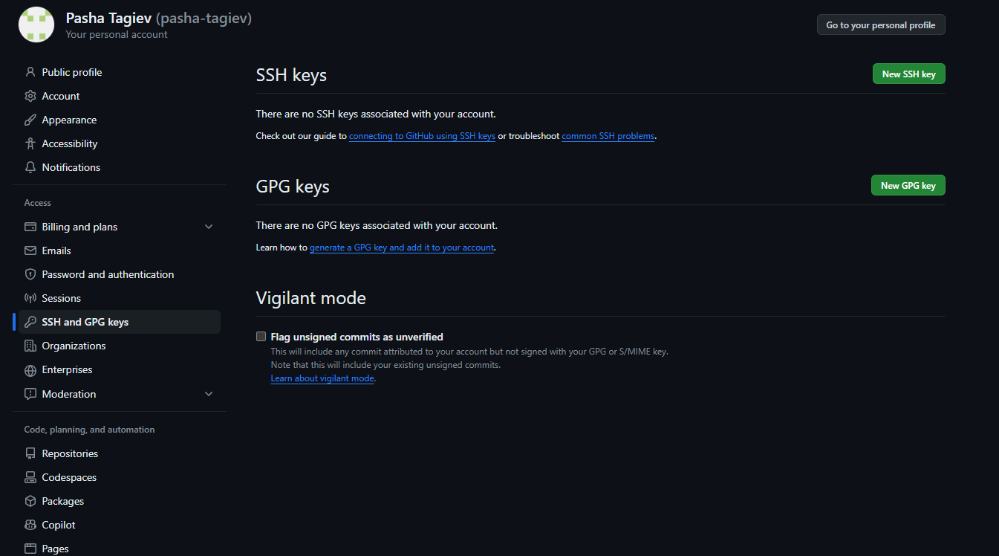 Pasha Tagiev (pasha-tagiev)
Your personal account
Go to your personal profile
Public profile
Account
Appearance
Accessibility
Notifications
Access
Billing and plans
Emails
Password and authentication
Sessions
SSH and GPG keys
Organizations
Enterprises
Moderation
Code, planning, and automation
Repositories
Codespaces
Packages
Copilot
Pages
SSH keys
New SSH key
There are no SSH keys associated with your account.
Check out our guide to connecting to GitHub using SSH keys or troubleshoot common SSH problems.
GPG keys
New GPG key
There are no GPG keys associated with your account.
Learn how to generate a GPG key and add it to your account.
Vigilant mode
Flag unsigned commits as unverified
This will include any commit attributed to your account but not signed with your GPG or S/MIME key.
Note that this will include your existing unsigned commits.
Learn about vigilant mode.